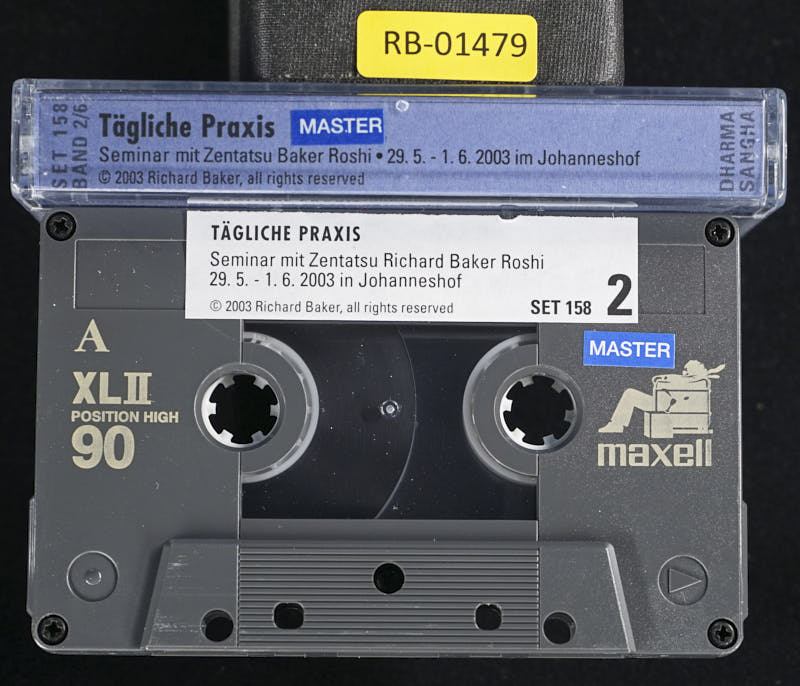 RB-01479
SET 158
BAND 2/6
Tägliche Praxis MASTER
Seminar mit Zentatsu Baker Roshi • 29. 5. - 1. 6. 2003 im Johanneshof
© 2003 Richard Baker, all rights reserved
DHARMA
SANGHA
TÄGLICHE PRAXIS
Seminar mit Zentatsu Richard Baker Roshi
29. 5. - 1. 6. 2003 in Johanneshof
© 2003 Richard Baker, all rights reserved
SET 158 2
MASTER
A
XLII
POSITION HIGH
90
maxell